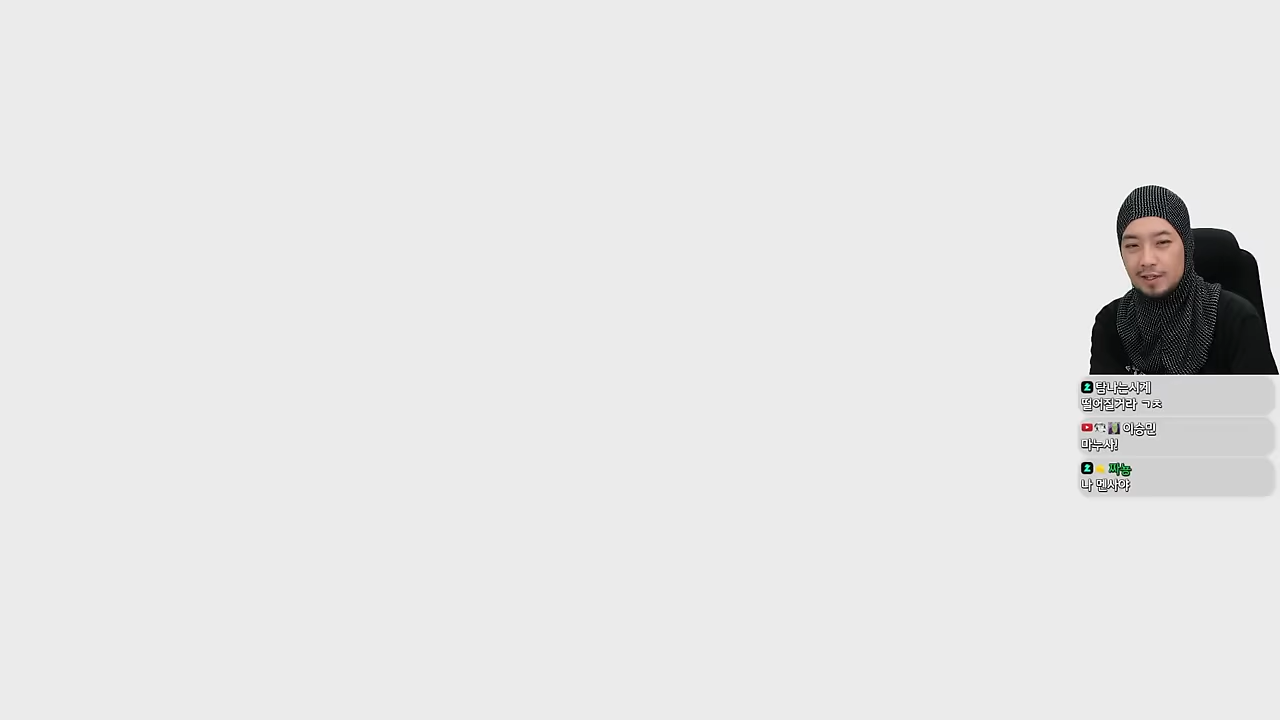 탐나는시계
떨어질거라 ㄱㅊ
이승민
마누사!
짜놈
나 멘사야